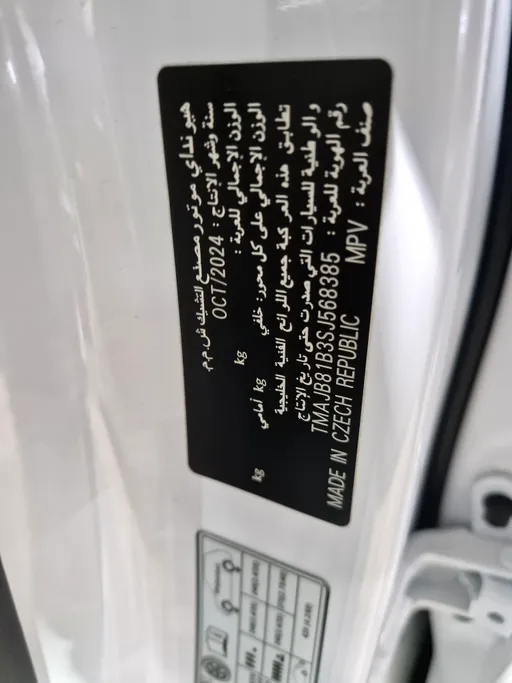 هيونداي موتور مصنع التشيك ش.م.م
سنة وشهر الإنتاج : OCT/2024
الوزن الإجمالي للعربة : kg
الوزن الإجمالي على كل محور: خلفي kg أمامي kg
تطابق هذه المركبة جميع اللوائح الفنية الخليجية
والوطنية للسيارات التي صدرت حتى تاريخ الإنتاج
رقم الهوية للعربة : TMAJB81B3SJ568385
صنف العربة : MPV
MADE IN CZECH REPUBLIC